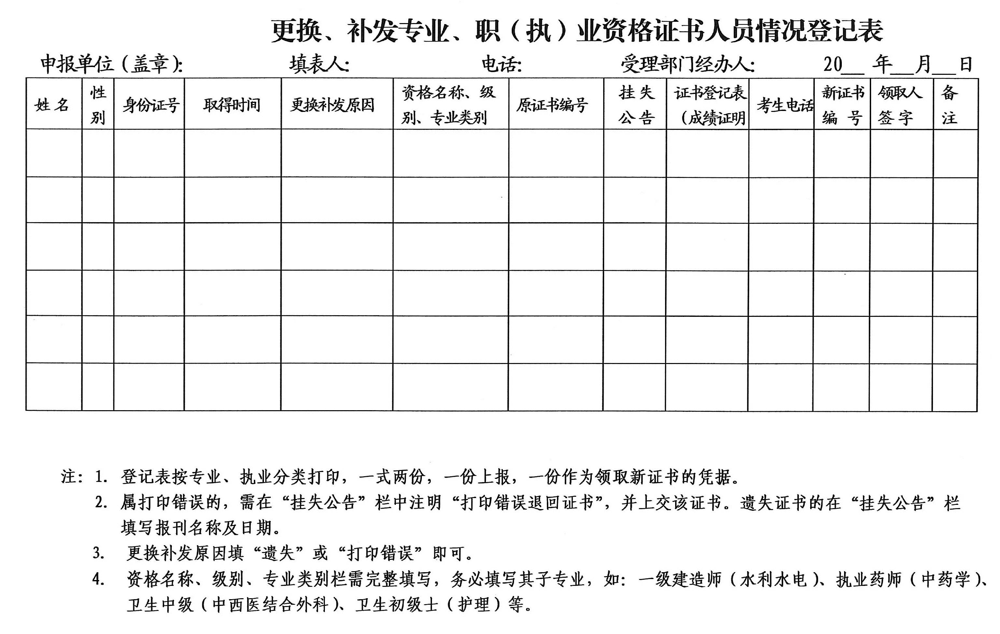 更换、补发专业、职（执）业资格证书人员情况登记表
申报单位（盖章）： 填表人： 电话： 受理部门经办人： 20__ 年__月__日
姓 名 性别 身份证号 取得时间 更换补发原因 资格名称、级别、专业类别 原证书编号 挂失公告 证书登记表（成绩证明 考生电话 新证书编 号 领取人签 字 备注
注：1. 登记表按专业、执业分类打印，一式两份，一份上报，一份作为领取新证书的凭据。
2. 属打印错误的，需在“挂失公告”栏中注明“打印错误退回证书”，并上交该证书。遗失证书的在“挂失公告”栏
填写报刊名称及日期。
3. 更换补发原因填“遗失”或“打印错误”即可。
4. 资格名称、级别、专业类别栏需完整填写，务必填写其子专业，如：一级建造师（水利水电）、执业药师（中药学）、
卫生中级（中西医结合外科）、卫生初级士（护理）等。